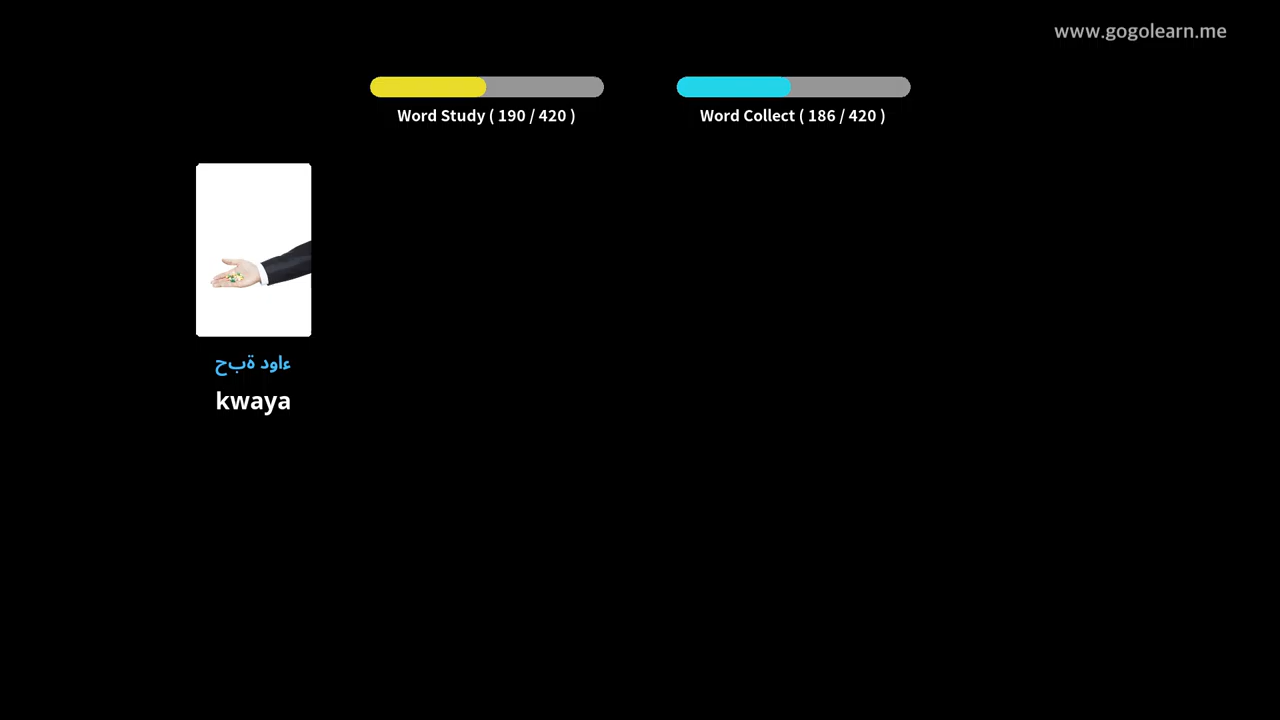 www.gogolearn.me
Word Study ( 190 / 420 )
Word Collect ( 186 / 420 )
ءاود ةبح
kwaya